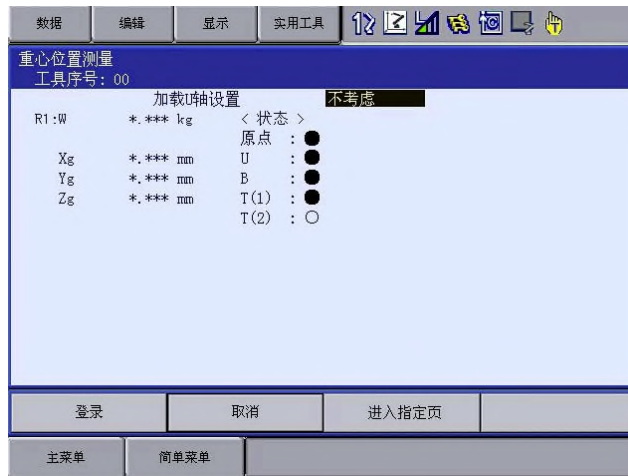 数据 编辑 显示 实用工具
重心位置测量
工具序号: 00
加载U轴设置 不考虑
R1:W *.*** kg < 状态 >
原点 : ●
Xg *.*** mm U : ●
Yg *.*** mm B : ●
Zg *.*** mm T(1) : ●
T(2) : ○
登录 取消 进入指定页
主菜单 简单菜单